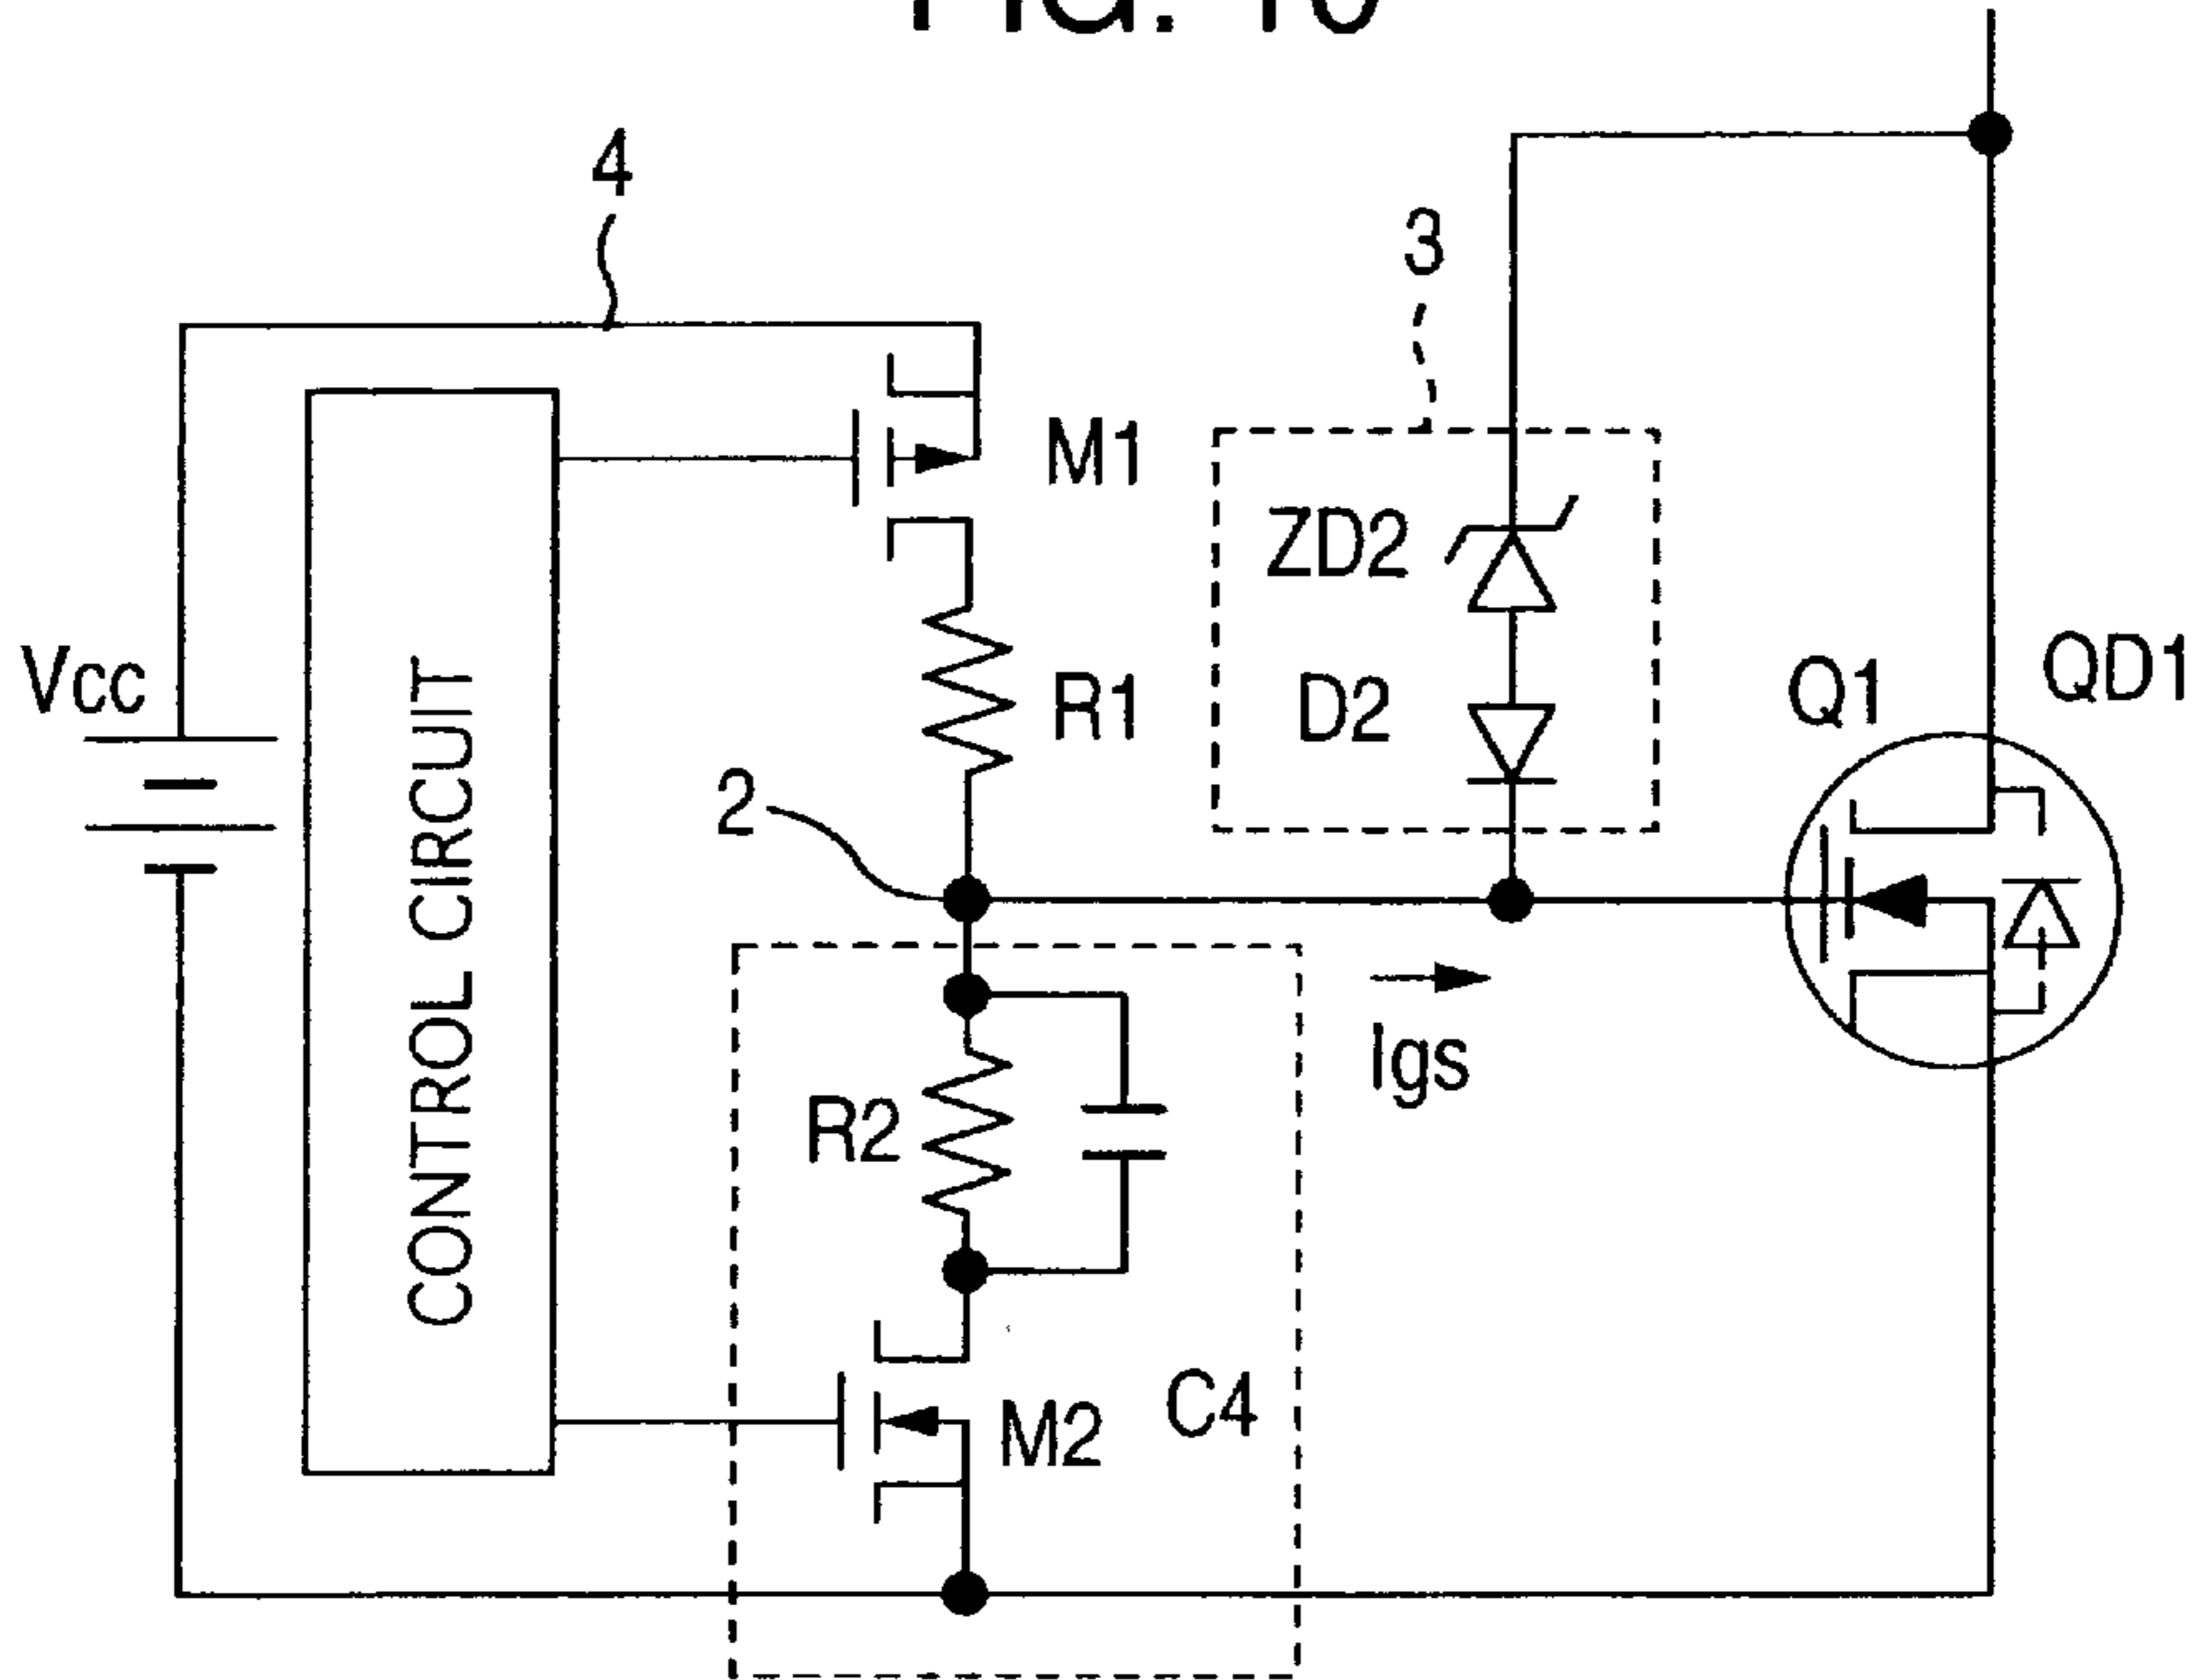 4
3
M1
ZD2
Vcc
R1
D2
Q1
QD1
CONTROL CIRCUIT
2
Igs
R2
C4
M2